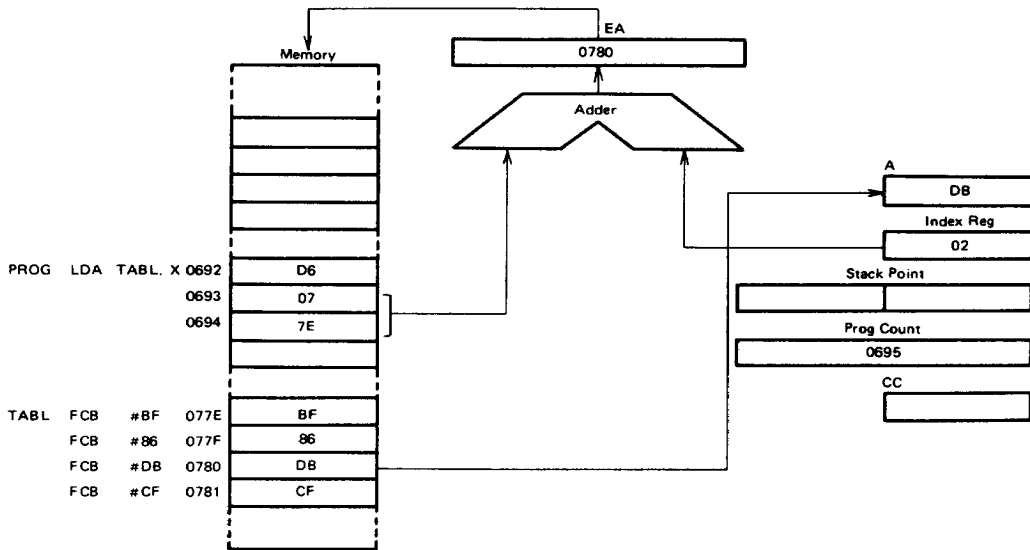 EA
0780
Memory
Adder
A
DB
Index Reg
02
PROG LDA TABL. X 0692 D6
0693 07
0694 7E
Stack Point
Prog Count
0695
CC
TABL FCB #BF 077E BF
FCB #86 077F 86
FCB #DB 0780 DB
FCB #CF 0781 CF